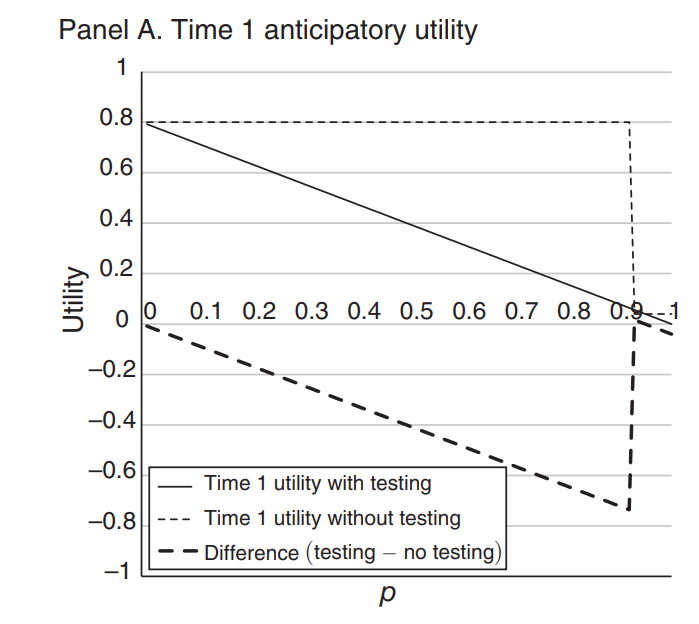 Panel A. Time 1 anticipatory utility
1
0.8
0.6
0.4
0.2
0
−0.2
−0.4
−0.6
−0.8
−1
Utility
0 0.1 0.2 0.3 0.4 0.5 0.6 0.7 0.8 0.9 1
Time 1 utility with testing
Time 1 utility without testing
Difference (testing − no testing)
p